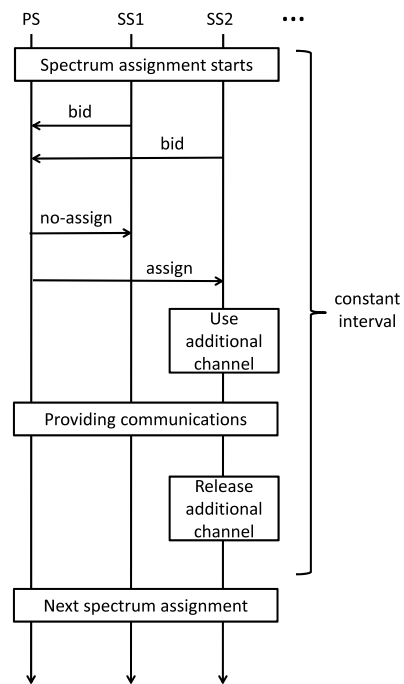 PS SS1 SS2 •••
Spectrum assignment starts
bid
bid
no-assign
assign
Use
additional
channel
constant
interval
Providing communications
Release
additional
channel
Next spectrum assignment